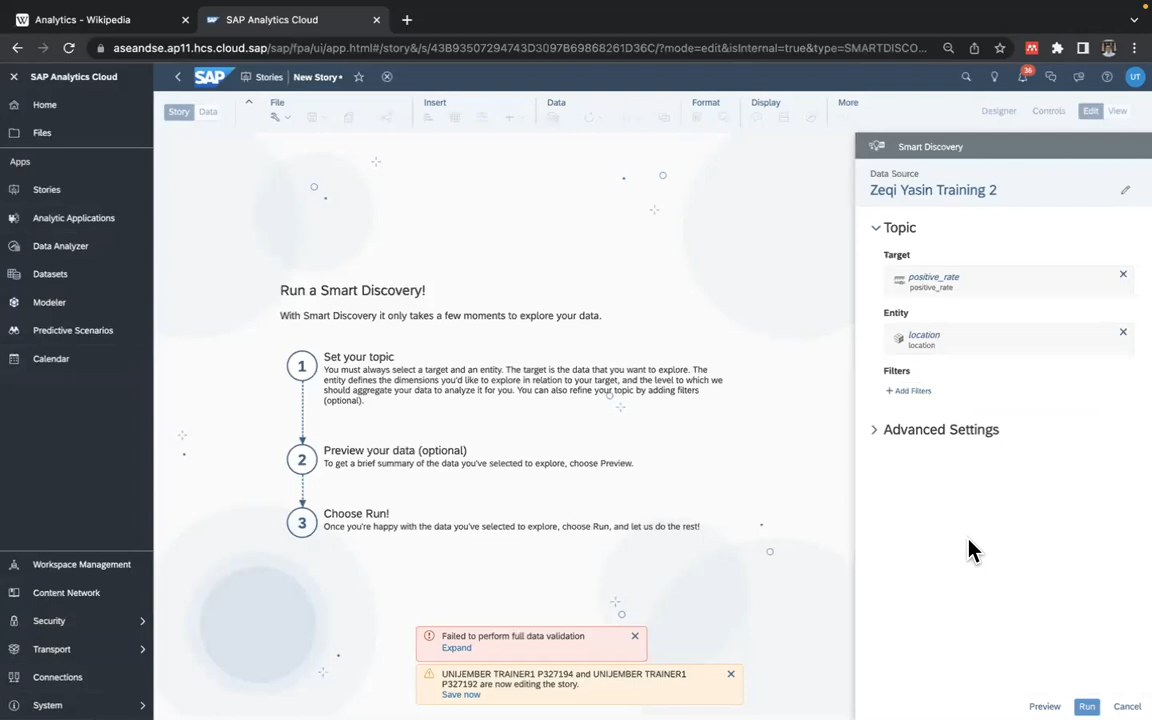 Analytics - Wikipedia
SAP Analytics Cloud
aseandse.ap11.hcs.cloud.sap/sap/fpa/ui/app.html#/story&/s/43B93507294743D3097B69868261D36C/?mode=edit&isInternal=true&type=SMARTDISCO...
SAP Analytics Cloud
Home
Files
Apps
Stories
Analytic Applications
Data Analyzer
Datasets
Modeler
Predictive Scenarios
Calendar
Workspace Management
Content Network
Security
Transport
Connections
System
SAP
Stories
New Story
36
UT
Story
Data
File
Insert
Data
Format
Display
More
Designer
Controls
Edit
View
Run a Smart Discovery!
With Smart Discovery it only takes a few moments to explore your data.
1
Set your topic
You must always select a target and an entity. The target is the data that you want to explore. The
entity defines the dimensions you'd like to explore in relation to your target, and the level to which we
should aggregate your data to analyze it for you. You can also refine your topic by adding filters
(optional).
2
Preview your data (optional)
To get a brief summary of the data you've selected to explore, choose Preview.
3
Choose Run!
Once you're happy with the data you've selected to explore, choose Run, and let us do the rest!
Failed to perform full data validation
Expand
UNIJEMBER TRAINER1 P327194 and UNIJEMBER TRAINER1
P327192 are now editing the story.
Save now
Smart Discovery
Data Source
Zeqi Yasin Training 2
Topic
Target
positive_rate
positive_rate
Entity
location
location
Filters
+ Add Filters
Advanced Settings
Preview
Run
Cancel